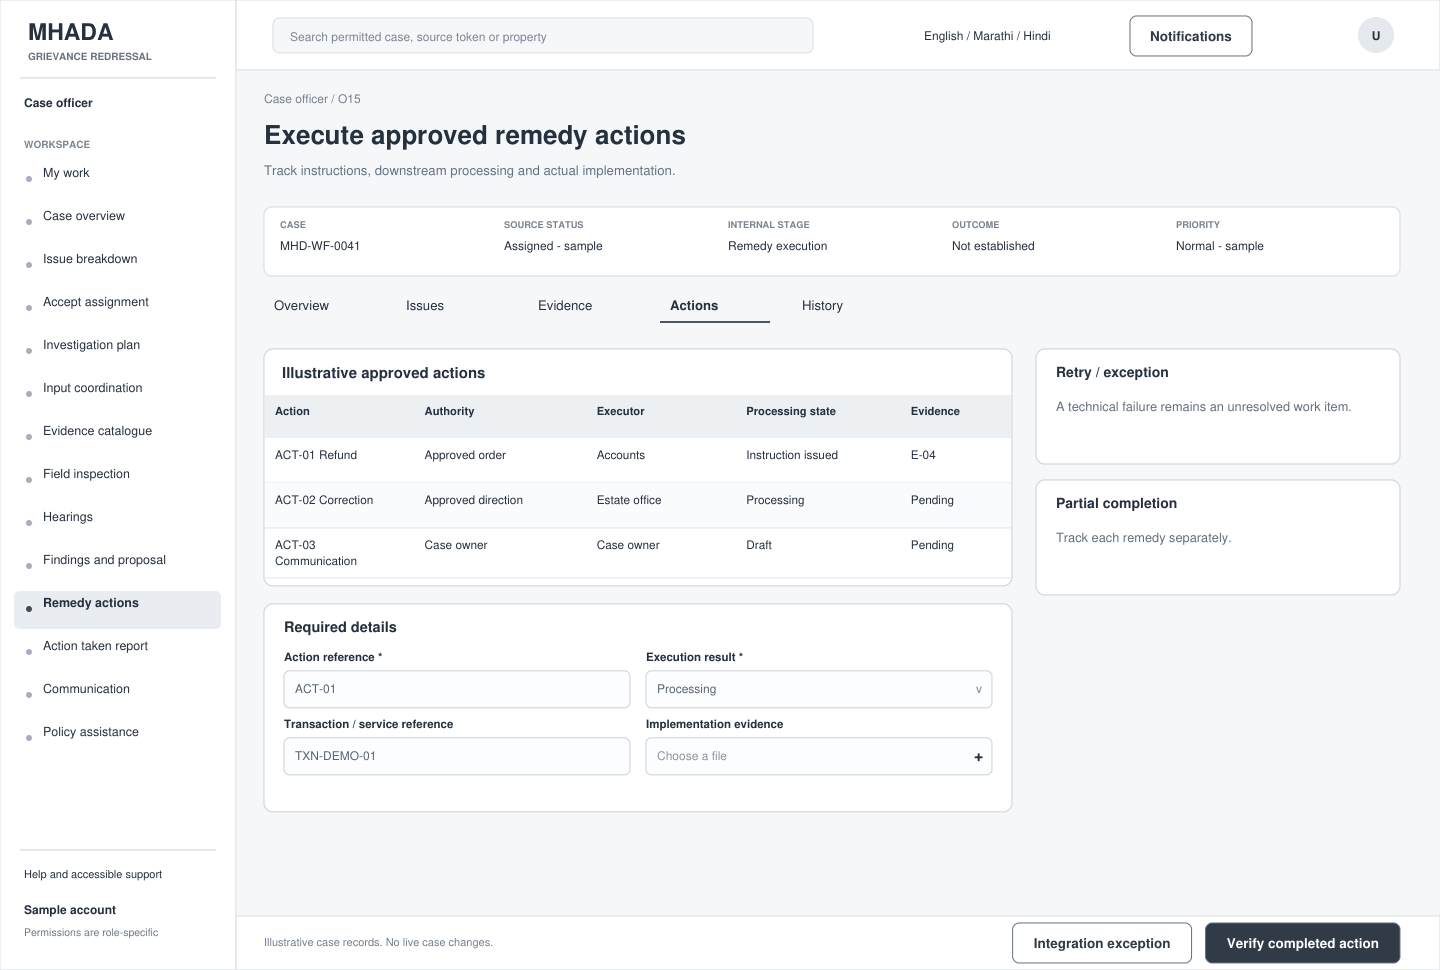 MHADA
GRIEVANCE REDRESSAL
Case officer
WORKSPACE
My work
Case overview
Issue breakdown
Accept assignment
Investigation plan
Input coordination
Evidence catalogue
Field inspection
Hearings
Findings and proposal
Remedy actions
Action taken report
Communication
Policy assistance
Help and accessible support
Sample account
Permissions are role-specific
Search permitted case, source token or property
English / Marathi / Hindi
Notifications
U
Case officer / O15
Execute approved remedy actions
Track instructions, downstream processing and actual implementation.
CASE SOURCE STATUS INTERNAL STAGE OUTCOME PRIORITY
MHD-WF-0041 Assigned - sample Remedy execution Not established Normal - sample
Overview Issues Evidence Actions History
Illustrative approved actions
Action Authority Executor Processing state Evidence
ACT-01 Refund Approved order Accounts Instruction issued E-04
ACT-02 Correction Approved direction Estate office Processing Pending
ACT-03 Case owner Case owner Draft Pending
Communication
Retry / exception
A technical failure remains an unresolved work item.
Partial completion
Track each remedy separately.
Required details
Action reference * Execution result *
ACT-01 Processing v
Transaction / service reference Implementation evidence
TXN-DEMO-01 Choose a file +
Illustrative case records. No live case changes.
Integration exception
Verify completed action